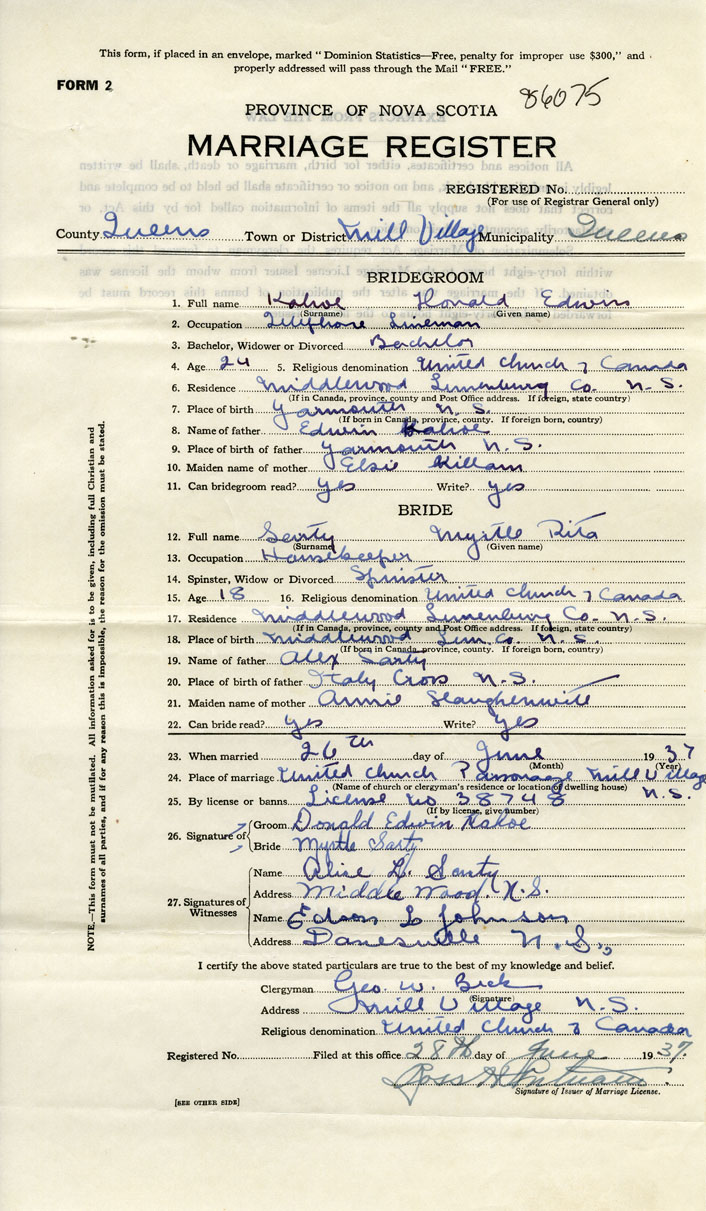 This form, if placed in an envelope, marked "Dominion Statistics—Free, penalty for improper use $300," and
properly addressed will pass through the Mail "FREE."
FORM 2
86075
PROVINCE OF NOVA SCOTIA
MARRIAGE REGISTER
REGISTERED No.
(For use of Registrar General only)
County Queens Town or District Mill Village Municipality Queens
BRIDEGROOM
1. Full name Kahoe Donald Edwin
(Surname) (Given name)
2. Occupation Telephone Lineman
3. Bachelor, Widower or Divorced Bachelor
4. Age 24 5. Religious denomination United Church of Canada
6. Residence Middlewood Lunenburg Co. N.S.
(If in Canada, province, county and Post Office address. If foreign, state country)
7. Place of birth Yarmouth N.S.
(If born in Canada, province, county. If foreign born, country)
8. Name of father Edwin Kahoe
9. Place of birth of father Yarmouth N.S.
10. Maiden name of mother Elsie Killam
11. Can bridegroom read? yes Write? yes
BRIDE
12. Full name Sarty Myrtle Rita
(Surname) (Given name)
13. Occupation Housekeeper
14. Spinster, Widow or Divorced Spinster
15. Age 18 16. Religious denomination United Church of Canada
17. Residence Middlewood Lunenburg Co. N.S.
(If in Canada, province, county and Post Office address. If foreign, state country)
18. Place of birth Middlewood Lun. Co. N.S.
(If born in Canada, province, county. If foreign born, country)
19. Name of father Alex Sarty
20. Place of birth of father Italy Cross N.S.
21. Maiden name of mother Annie Slaughenwite
22. Can bride read? yes Write? yes
23. When married 26th day of June 1937
(Month) (Year)
24. Place of marriage United Church Parsonage Mill Village
(Name of church or clergyman's residence or location of dwelling house) N.S.
25. By license or banns License no 38748
(If by license, give number)
26. Signature of Groom Donald Edwin Kahoe
Bride Myrtle Sarty
27. Signatures of Witnesses
Name Alice L. Sarty
Address Middle Wood N.S.
Name Edson L Johnson
Address Danesville N.S.
I certify the above stated particulars are true to the best of my knowledge and belief.
Clergyman Geo. W. Beck
(Signature)
Address Mill Village N.S.
Religious denomination United Church of Canada
Registered No. Filed at this office 28th day of June 1937.
Signature of Issuer of Marriage License.
[SEE OTHER SIDE]
NOTE.—This form must not be mutilated. All information asked for is to be given, including full Christian and
surnames of all parties, and if for any reason this is impossible, the reason for the omission must be stated.